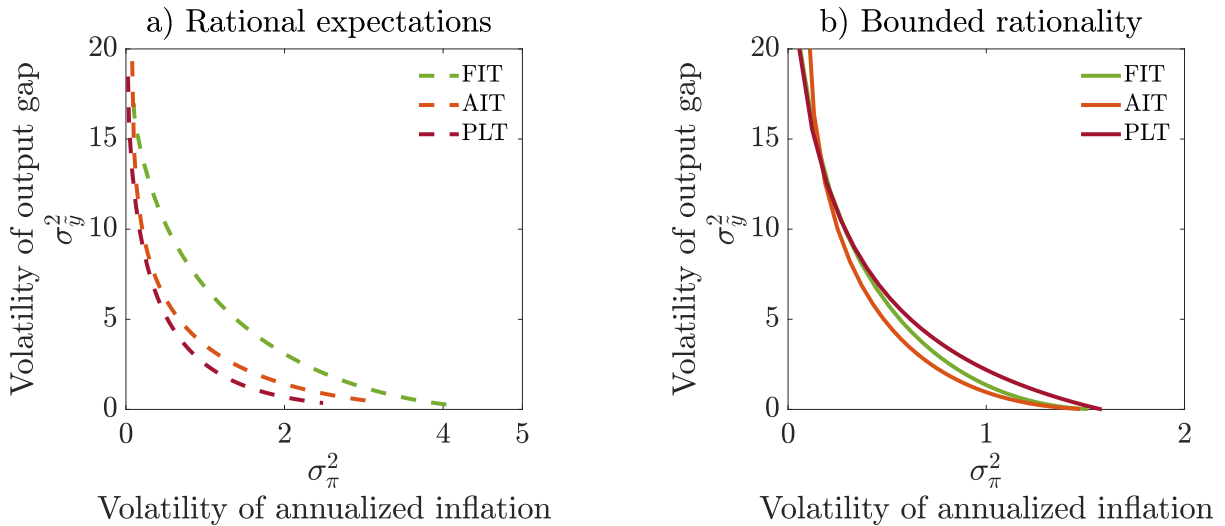 a) Rational expectations
20
15
10
5
0
Volatility of output gap
σ²ỹ
FIT
AIT
PLT
0 2 4 5
σ²π
Volatility of annualized inflation
b) Bounded rationality
20
15
10
5
0
Volatility of output gap
σ²ỹ
FIT
AIT
PLT
0 1 2
σ²π
Volatility of annualized inflation